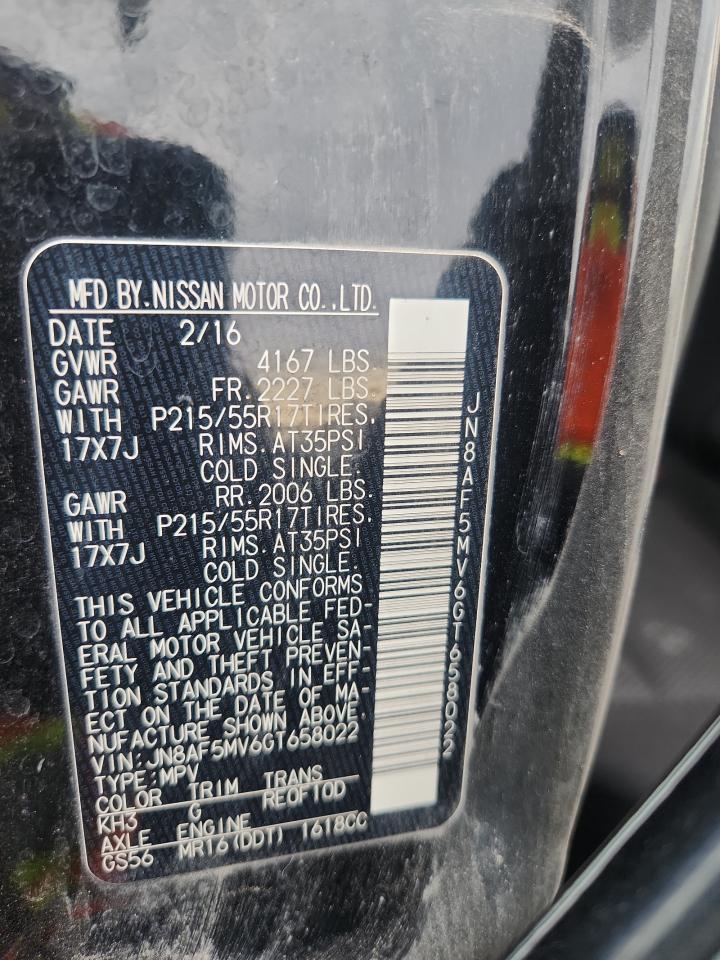 MFD BY.NISSAN MOTOR CO.,LTD.
DATE 2/16
GVWR 4167 LBS
GAWR FR.2227 LBS.
WITH P215/55R17TIRES,
17X7J RIMS.AT35PSI
COLD SINGLE.
GAWR RR.2006 LBS.
WITH P215/55R17TIRES,
17X7J RIMS.AT35PSI
COLD SINGLE.
THIS VEHICLE CONFORMS
TO ALL APPLICABLE FED-
ERAL MOTOR VEHICLE SA-
FETY AND THEFT PREVEN-
TION STANDARDS IN EFF-
ECT ON THE DATE OF MA-
NUFACTURE SHOWN ABOVE.
VIN:JN8AF5MV6GT658022
TYPE:MPV
COLOR TRIM TRANS
KH3 G RE0F10D
AXLE ENGINE
GS56 MR16(DDT) 1618CC
JN8AF5MV6GT658022